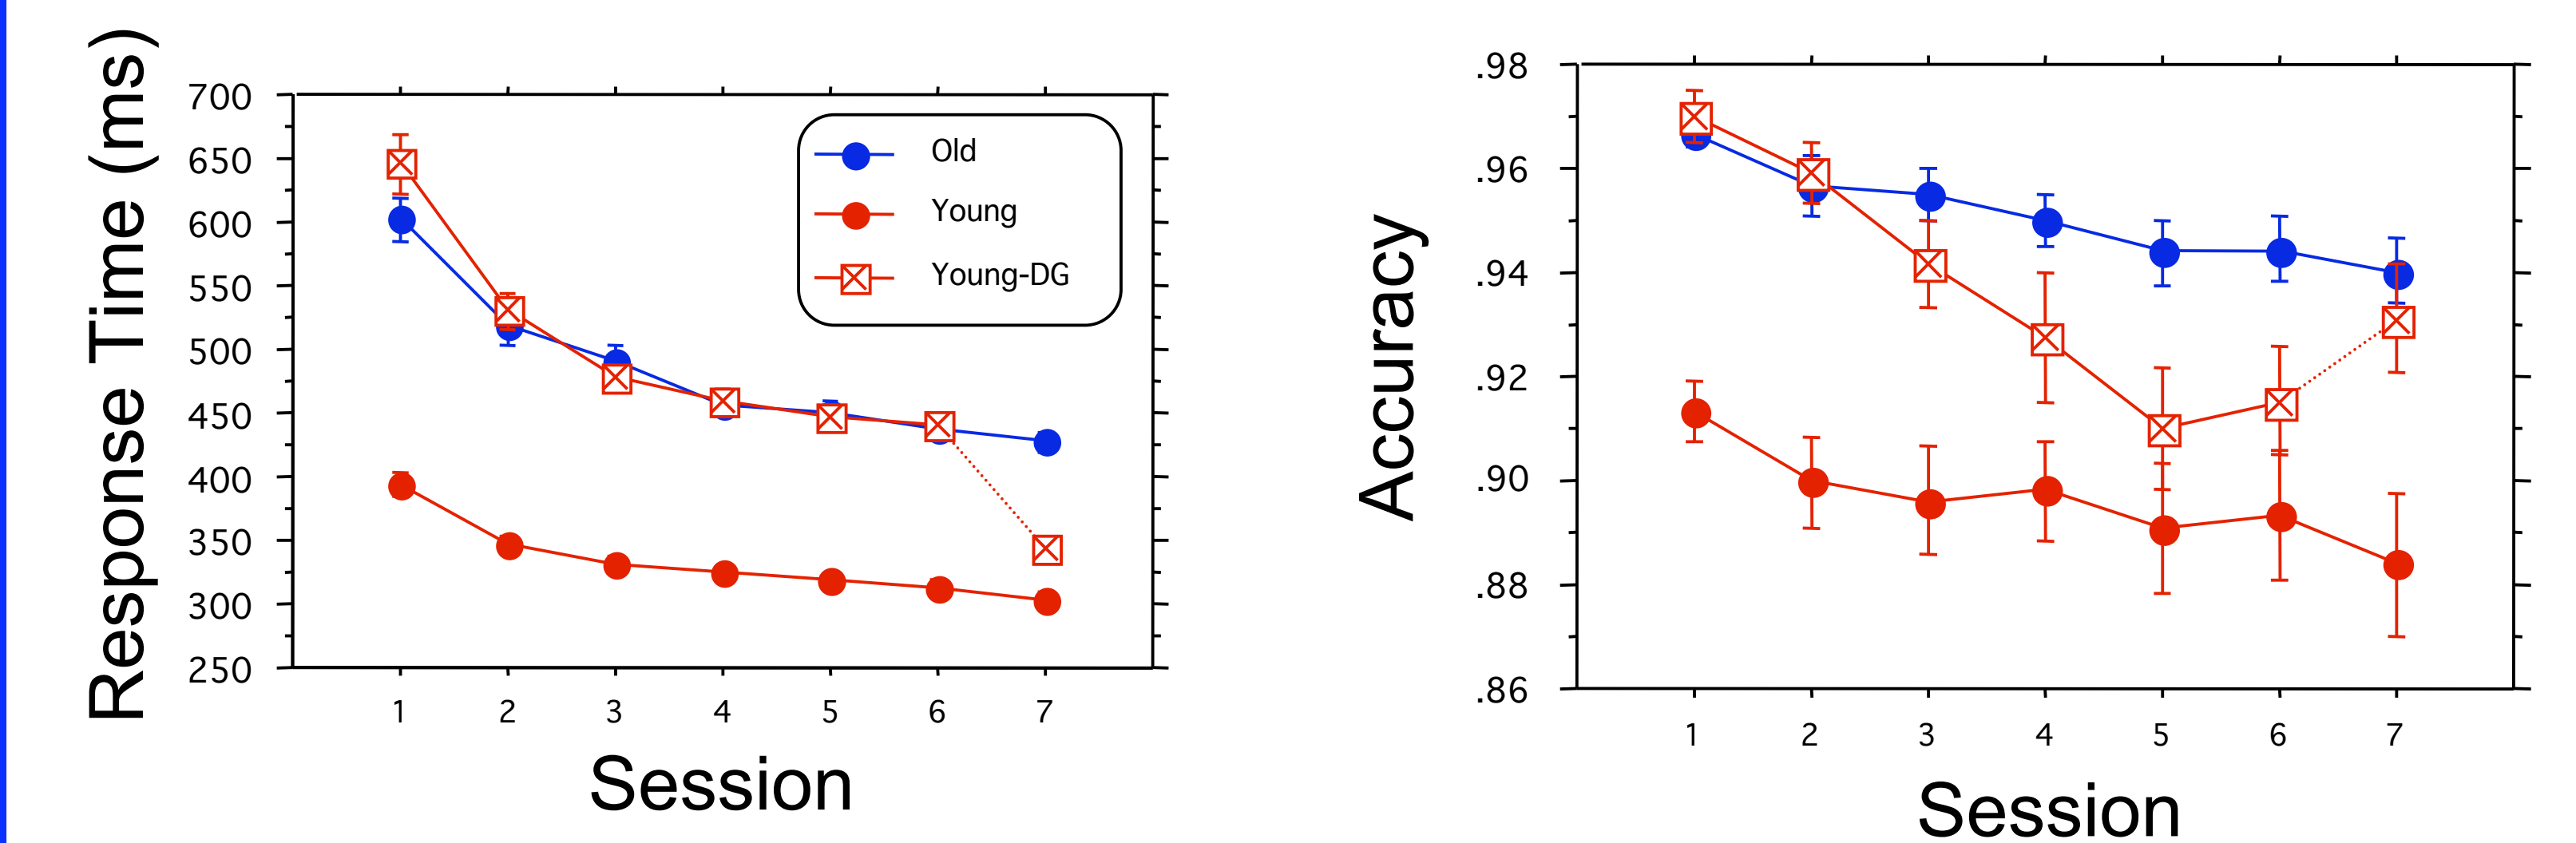 Response Time (ms)
700
650
600
550
500
450
400
350
300
250
Old
Young
Young-DG
1 2 3 4 5 6 7
Session
Accuracy
.98
.96
.94
.92
.90
.88
.86
1 2 3 4 5 6 7
Session